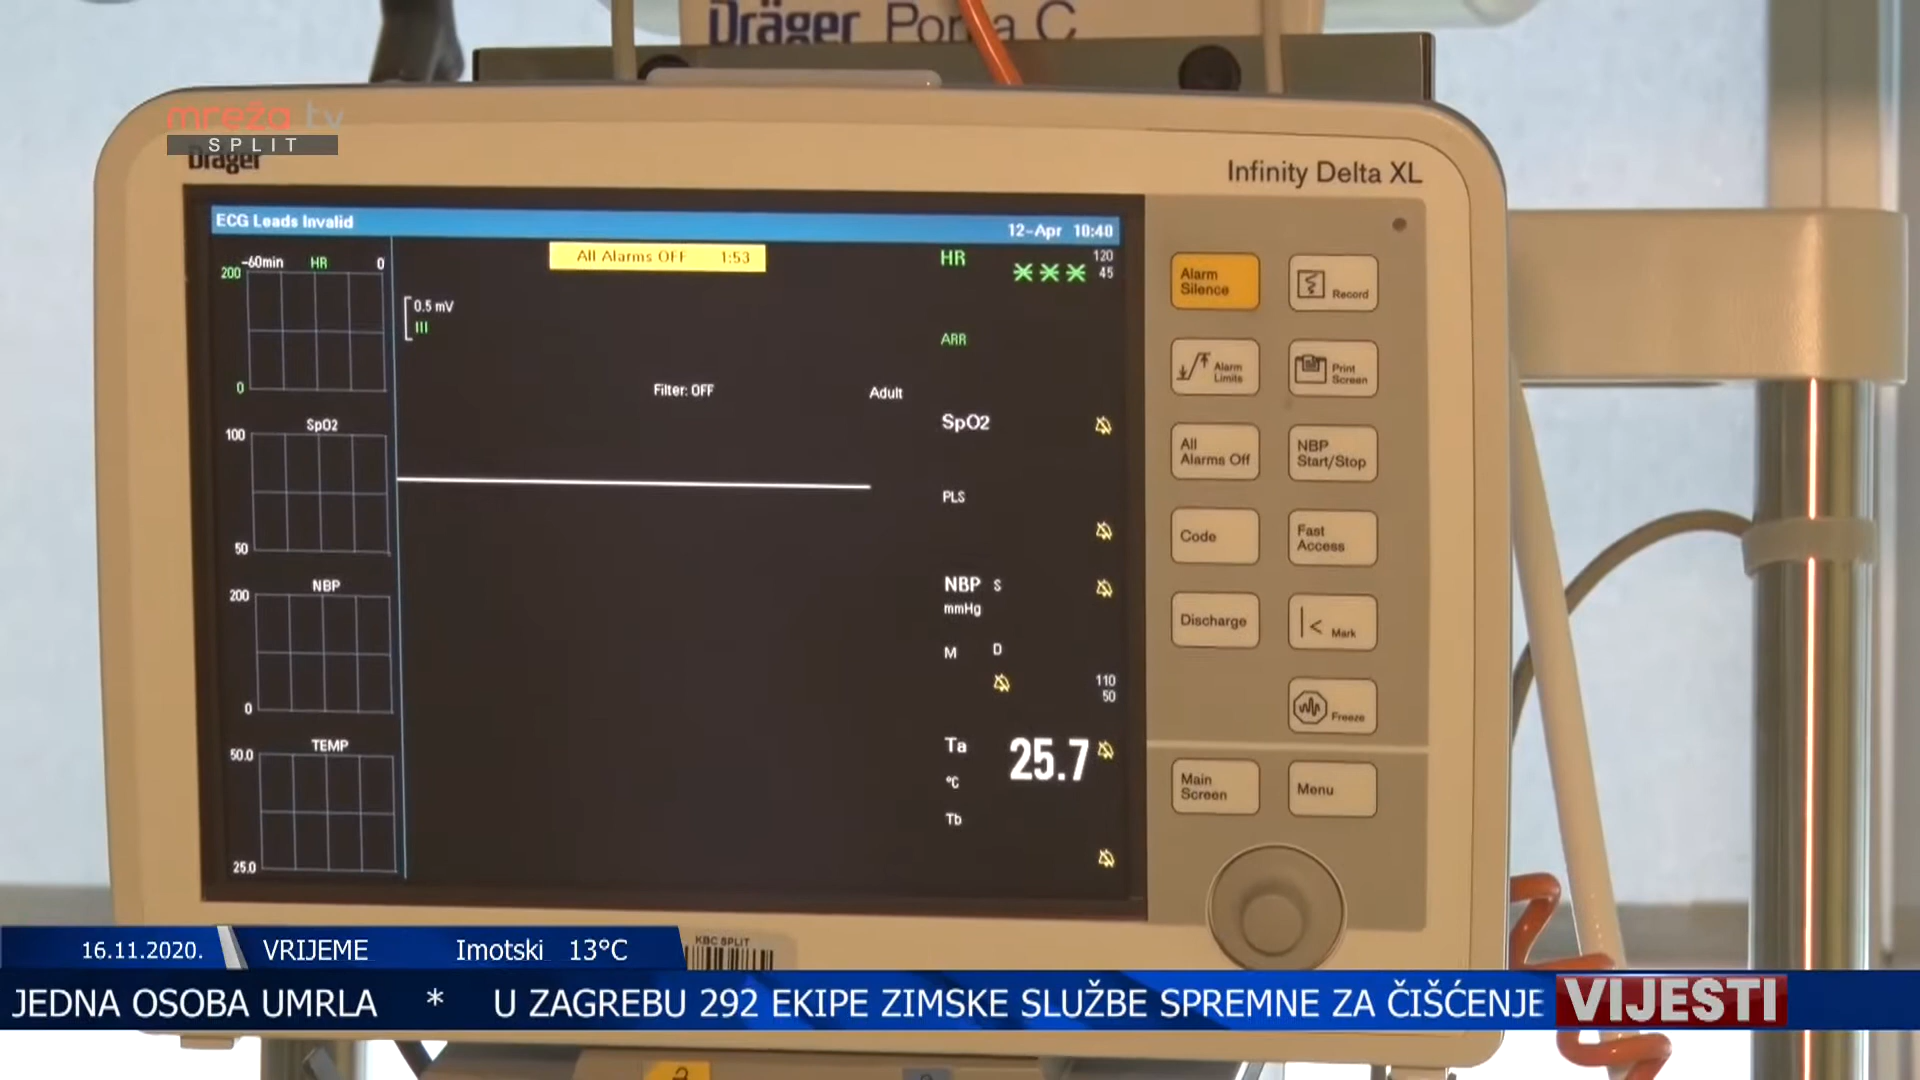 Dräger
C
mreža tv
SPLIT
Dräger
Infinity Delta XL
ECG Leads Invalid
12-Apr 10:40
All Alarms OFF 1:53
-60min HR 0
200
0
0.5 mV
III
HR
120
45
ARR
Filter: OFF
Adult
SpO2
100
50
SpO2
PLS
NBP
200
0
NBP S
mmHg
M D
110
50
TEMP
50.0
25.0
Ta 25.7
°C
Tb
Alarm
Silence
Record
Alarm
Limits
Print
Screen
All
Alarms Off
NBP
Start/Stop
Code
Fast
Access
Discharge
Mark
Freeze
Main
Screen
Menu
KBC SPLIT
16.11.2020. VRIJEME Imotski 13°C
JEDNA OSOBA UMRLA * U ZAGREBU 292 EKIPE ZIMSKE SLUŽBE SPREMNE ZA ČIŠĆENJE
VIJESTI